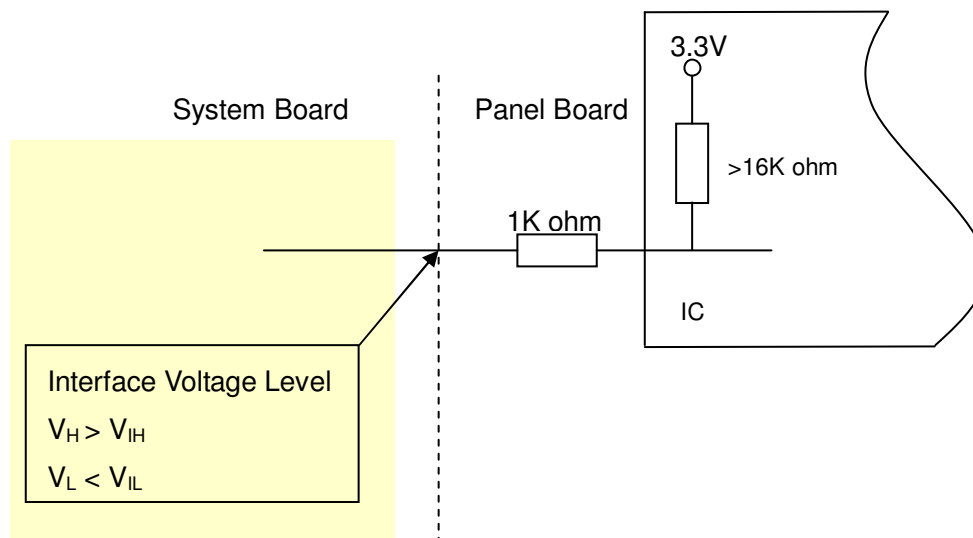 3.3V
System Board
Panel Board
>16K ohm
1K ohm
IC
Interface Voltage Level
VH > VIH
VL < VIL